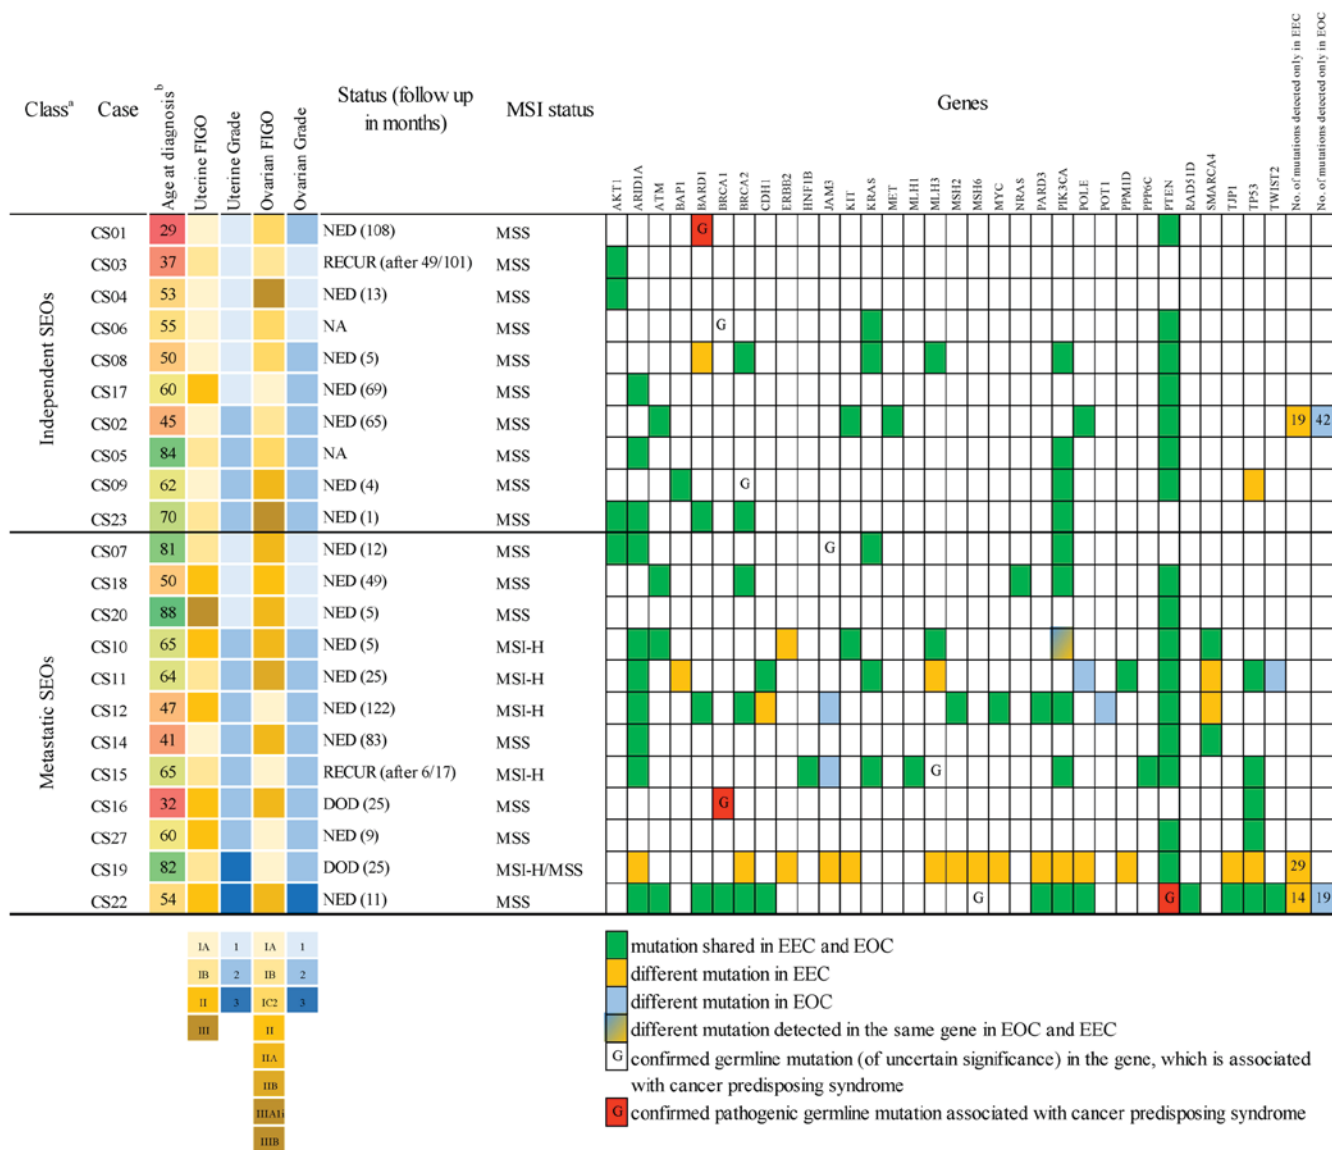 Class^a Case Age at diagnosis^b Uterine FIGO Uterine Grade Ovarian FIGO Ovarian Grade Status (follow up in months) MSI status Genes
AKT1 ARID1A ATM BAP1 BARD1 BRCA1 BRCA2 CDH1 ERBB2 HNF1B JAM3 KIT KRAS MET MLH1 MLH3 MSH2 MSH6 MYC NRAS PARD3 PIK3CA POLE POT1 PPM1D PPP6C PTEN RAD51D SMARCA4 TJP1 TP53 TWIST2 No. of mutations detected only in EEC No. of mutations detected only in EOC
Independent SEOs
CS01 29 NED (108) MSS G
CS03 37 RECUR (after 49/101) MSS
CS04 53 NED (13) MSS
CS06 55 NA MSS G
CS08 50 NED (5) MSS
CS17 60 NED (69) MSS
CS02 45 NED (65) MSS 19 42
CS05 84 NA MSS
CS09 62 NED (4) MSS G
CS23 70 NED (1) MSS
Metastatic SEOs
CS07 81 NED (12) MSS G
CS18 50 NED (49) MSS
CS20 88 NED (5) MSS
CS10 65 NED (5) MSI-H
CS11 64 NED (25) MSI-H
CS12 47 NED (122) MSI-H
CS14 41 NED (83) MSS
CS15 65 RECUR (after 6/17) MSI-H G
CS16 32 DOD (25) MSS G
CS27 60 NED (9) MSS
CS19 82 DOD (25) MSI-H/MSS 29
CS22 54 NED (11) MSS G G 14 19
IA 1 IA 1
IB 2 IB 2
II 3 IC2 3
III II
IIA
IIB
IIIA1i
IIIB
mutation shared in EEC and EOC
different mutation in EEC
different mutation in EOC
different mutation detected in the same gene in EOC and EEC
G confirmed germline mutation (of uncertain significance) in the gene, which is associated
with cancer predisposing syndrome
G confirmed pathogenic germline mutation associated with cancer predisposing syndrome